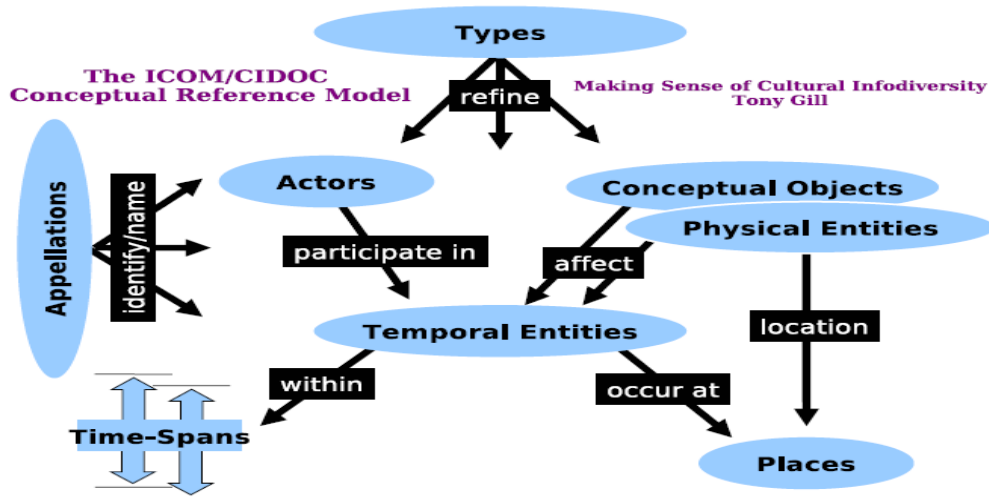 Types
The ICOM/CIDOC
Conceptual Reference Model
refine
Making Sense of Cultural Infodiversity
Tony Gill
Appellations
identify/name
Actors
Conceptual Objects
Physical Entities
participate in
affect
Temporal Entities
location
within
occur at
Time-Spans
Places